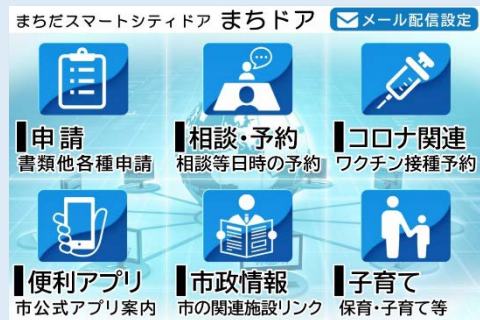 まちだスマートシティドア まちドア メール配信設定
申請 相談・予約 コロナ関連
書類他各種申請 相談等日時の予約 ワクチン接種予約
便利アプリ 市政情報 子育て
市公式アプリ案内 市の関連施設リンク 保育・子育て等